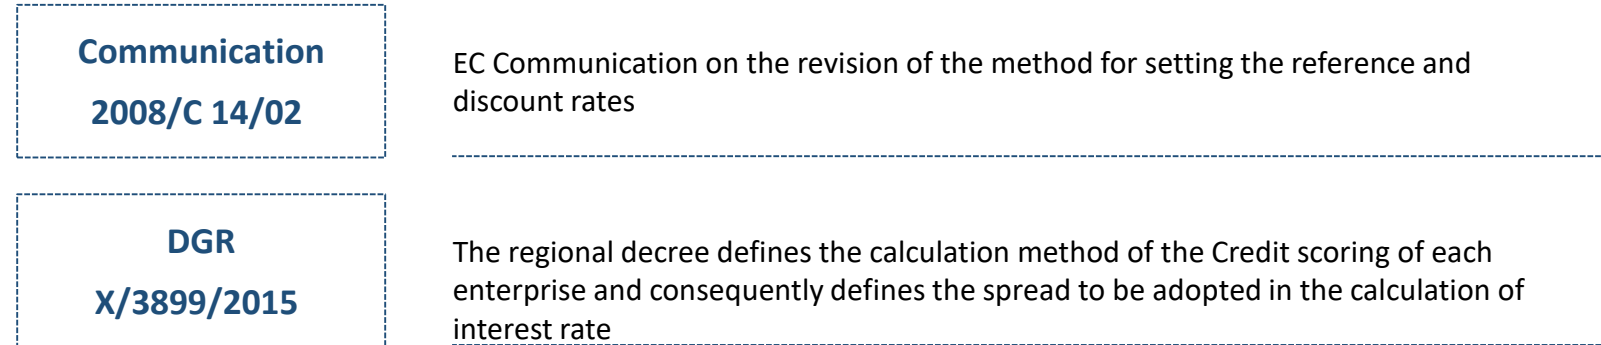 Communication
2008/C 14/02
EC Communication on the revision of the method for setting the reference and
discount rates
DGR
X/3899/2015
The regional decree defines the calculation method of the Credit scoring of each
enterprise and consequently defines the spread to be adopted in the calculation of
interest rate